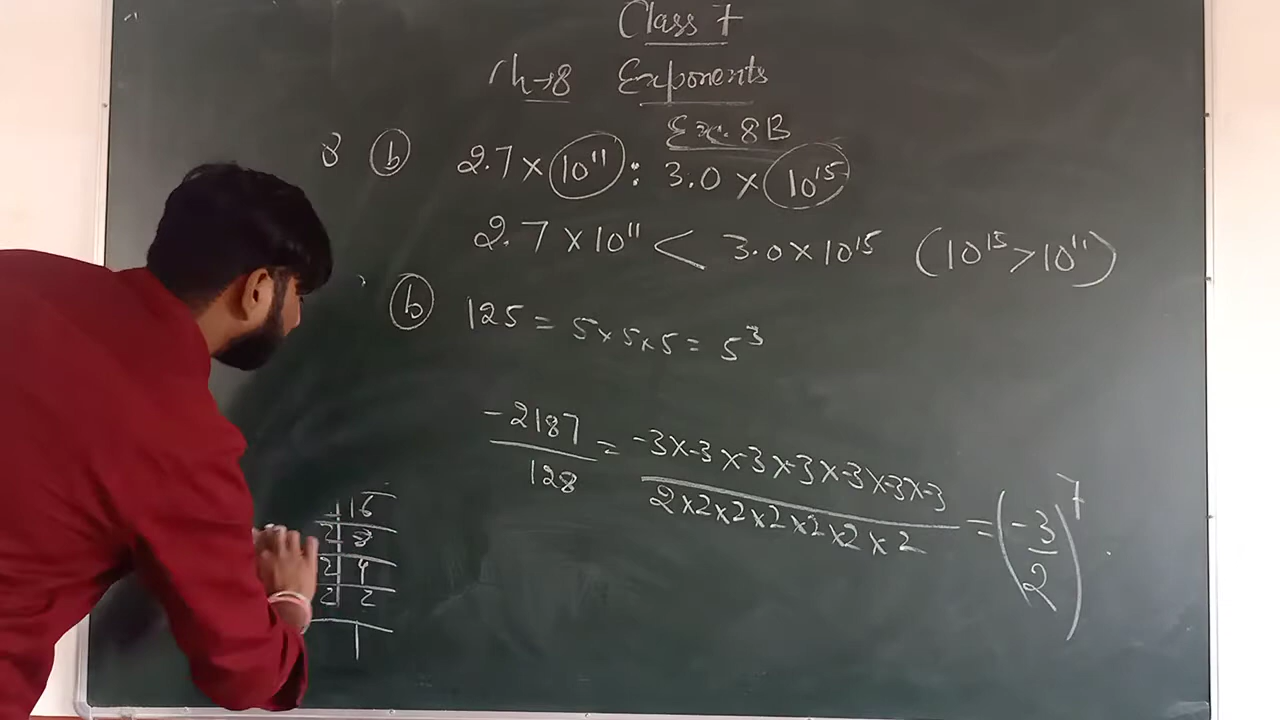 Class 7
Ch→8 Exponents
Ex. 8B
8 (b) 2.7 × 10¹¹ : 3.0 × 10¹⁵
2.7 × 10¹¹ < 3.0 × 10¹⁵ (10¹⁵ > 10¹¹)
(b) 125 = 5 × 5 × 5 = 5³
-2187/128 = -3 × -3 × -3 × -3 × -3 × -3 × -3 / 2 × 2 × 2 × 2 × 2 × 2 × 2 = (-3/2)⁷
16
2 | 8
2 | 4
2 | 2
1